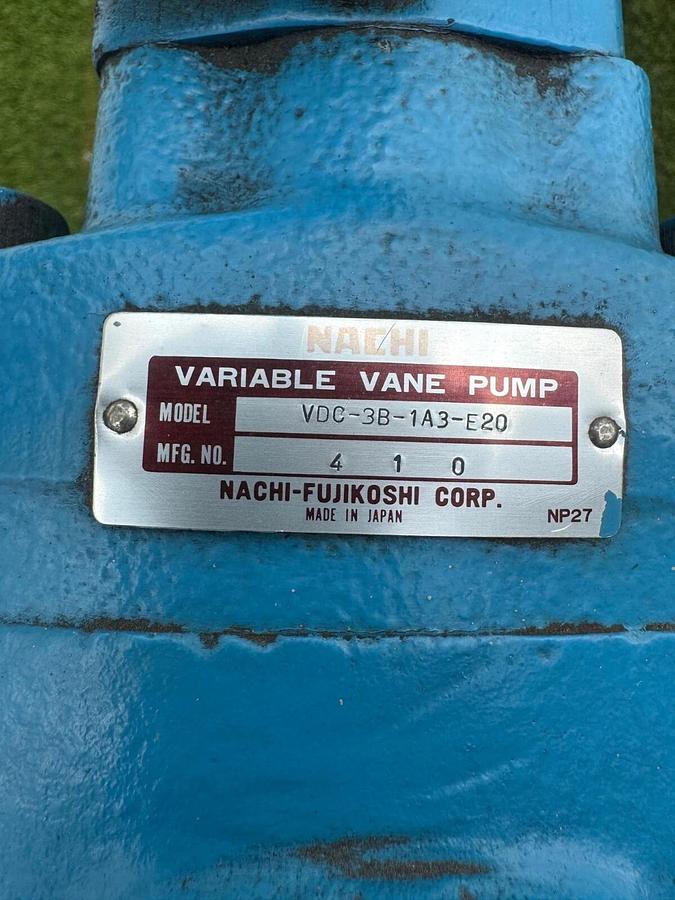 NACHI
VARIABLE VANE PUMP
MODEL VDC-3B-1A3-E20
MFG. NO. 4 1 0
NACHI-FUJIKOSHI CORP.
MADE IN JAPAN NP27